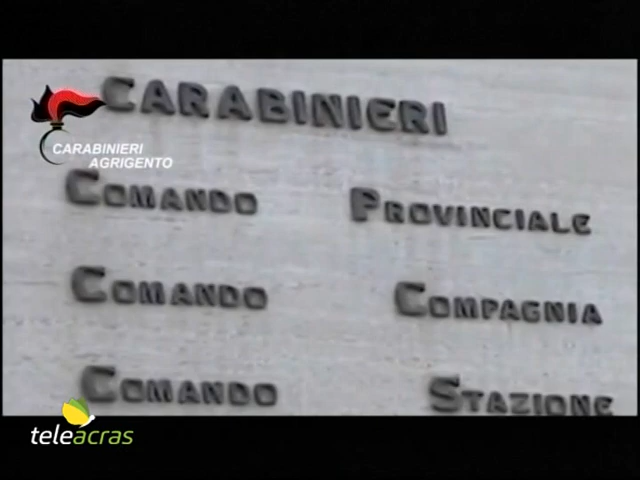 CARABINIERI
CARABINIERI
AGRIGENTO
COMANDO PROVINCIALE
COMANDO COMPAGNIA
COMANDO STAZIONE
teleacras